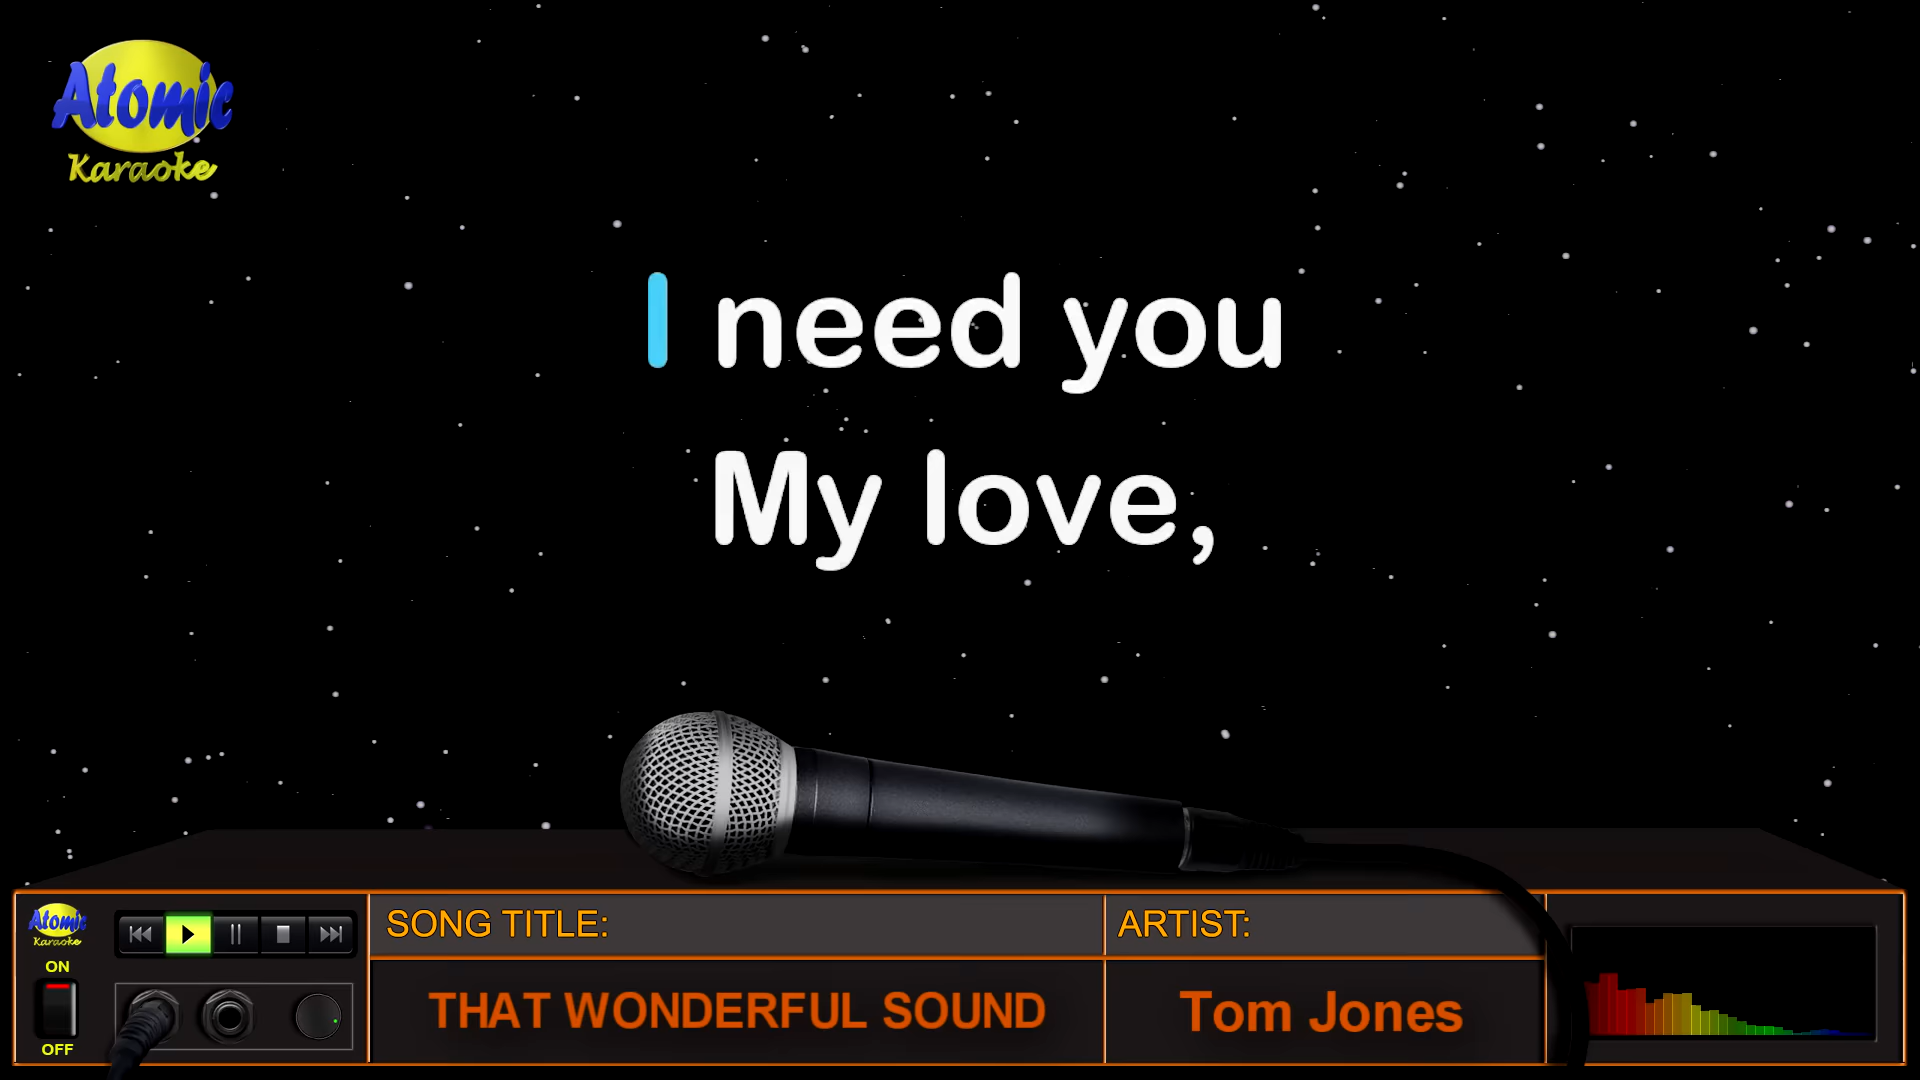 Atomic
Karaoke
I need you
My love,
Atomic
Karaoke
ON
OFF
SONG TITLE:
THAT WONDERFUL SOUND
ARTIST:
Tom Jones